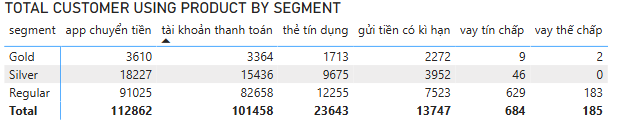 TOTAL CUSTOMER USING PRODUCT BY SEGMENT
segment app chuyển tiền tài khoản thanh toán thẻ tín dụng gửi tiền có kì hạn vay tín chấp vay thế chấp
Gold 3610 3364 1713 2272 9 2
Silver 18227 15436 9675 3952 46 0
Regular 91025 82658 12255 7523 629 183
Total 112862 101458 23643 13747 684 185